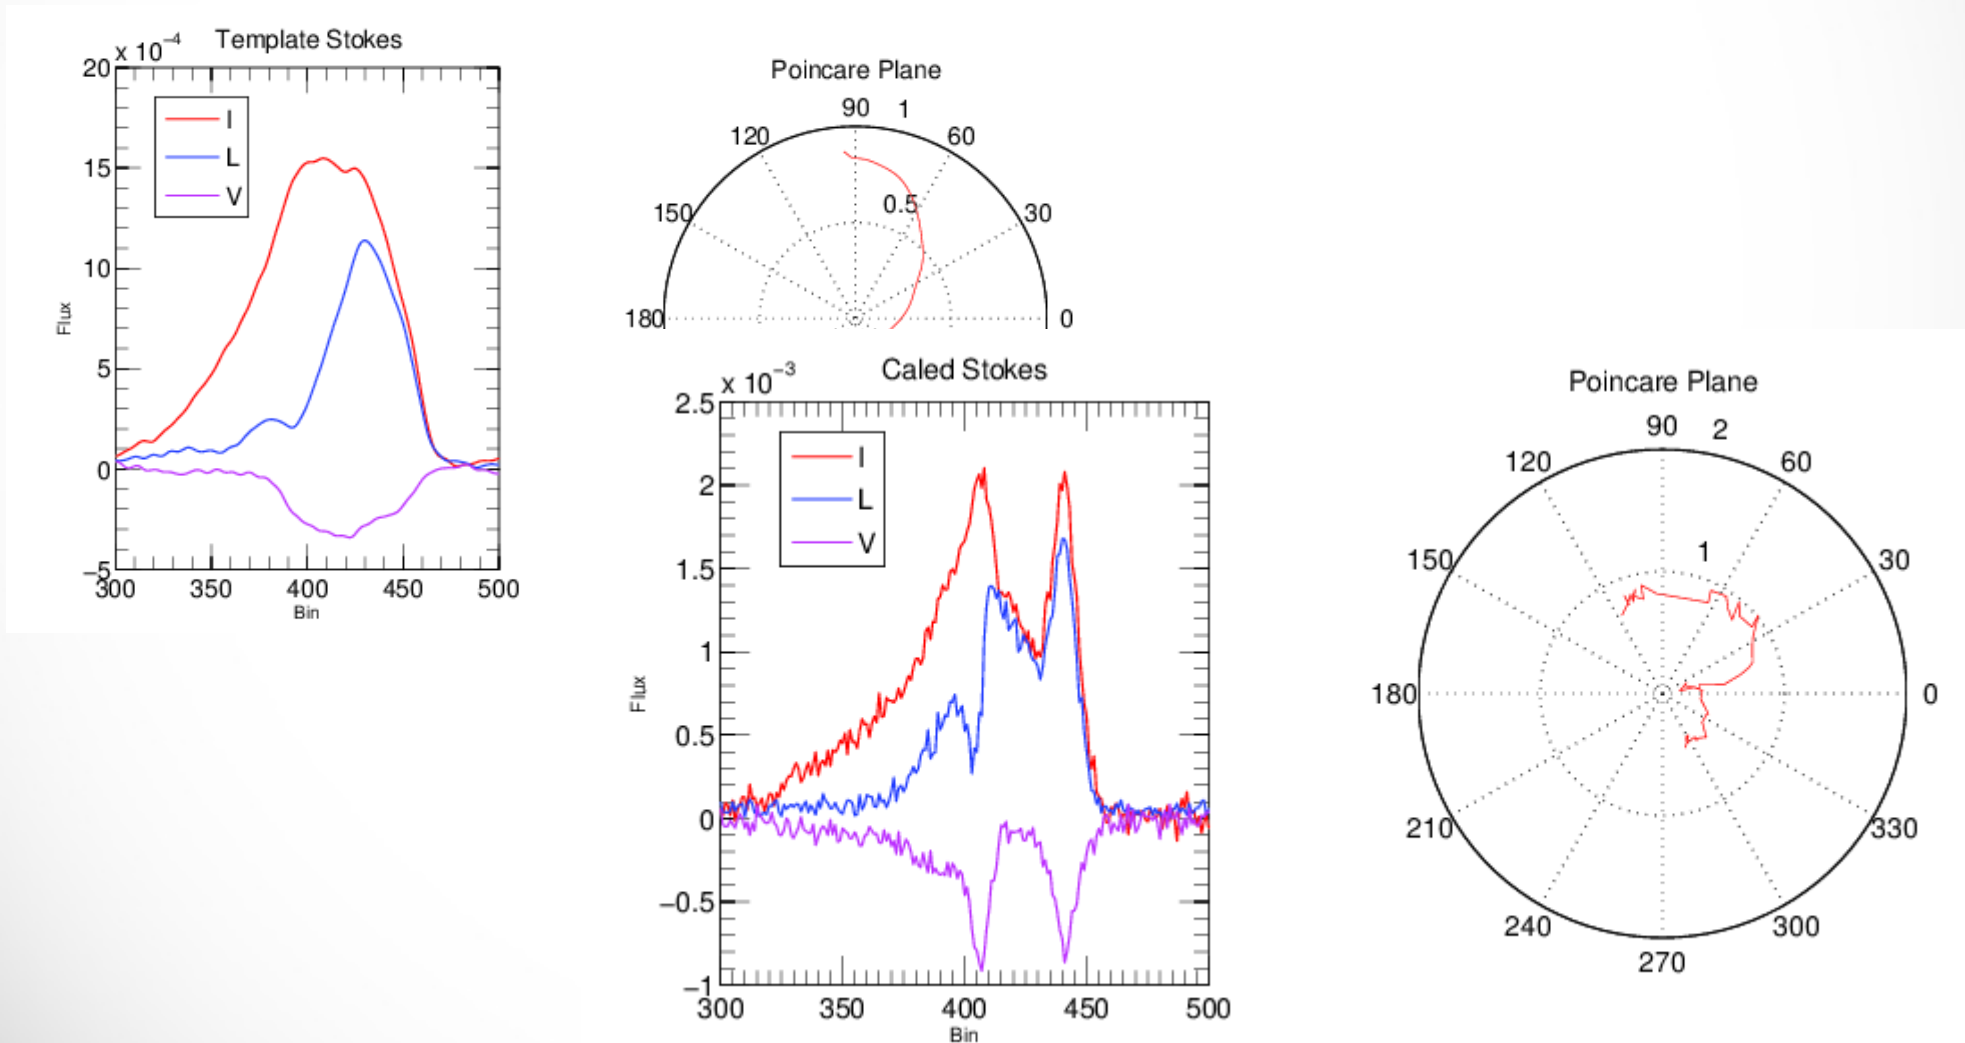 Template Stokes
x 10⁻⁴
20
15
10
5
0
−5
Flux
I
L
V
300 350 400 450 500
Bin
Poincare Plane
90 1
120 60
0.5
150 30
180 0
Caled Stokes
x 10⁻³
2.5
2
1.5
1
0.5
0
−0.5
−1
Flux
I
L
V
300 350 400 450 500
Bin
Poincare Plane
90 2
120 60
1
150 30
180 0
210 330
240 300
270